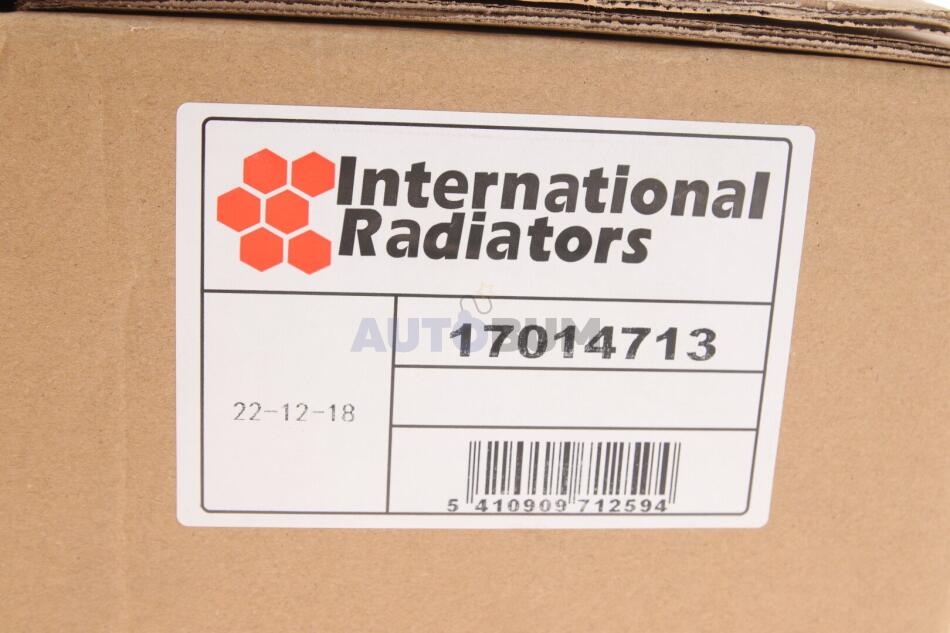 International
Radiators
AUTOBUM
17014713
22-12-18
5 410909 712594